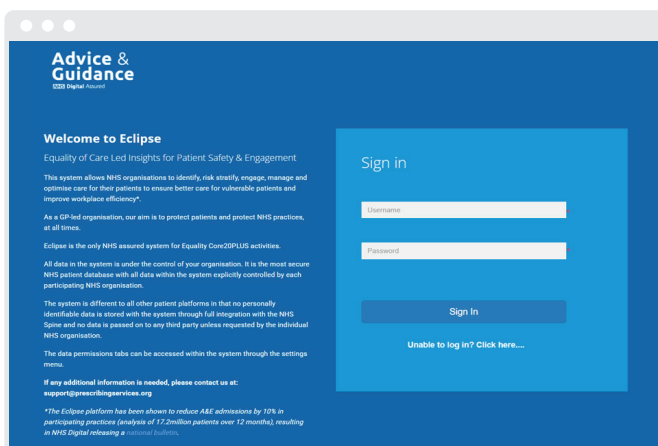 Advice &
Guidance
NHS Digital Assured
Welcome to Eclipse
Equality of Care Led Insights for Patient Safety & Engagement
This system allows NHS organisations to identify, risk stratify, engage, manage and
optimise care for their patients to ensure better care for vulnerable patients and
improve workplace efficiency*.
As a GP-led organisation, our aim is to protect patients and protect NHS practices,
at all times.
Eclipse is the only NHS assured system for Equality Core20PLUS activities.
All data in the system is under the control of your organisation. It is the most secure
NHS patient database with all data within the system explicitly controlled by each
participating NHS organisation.
The system is different to all other patient platforms in that no personally
identifiable data is stored with the system through full integration with the NHS
Spine and no data is passed on to any third party unless requested by the individual
NHS organisation.
The data permissions tabs can be accessed within the system through the settings
menu.
If any additional information is needed, please contact us at:
support@prescribingservices.org
*The Eclipse platform has been shown to reduce A&E admissions by 10% in
participating practices (analysis of 17.2million patients over 12 months), resulting
in NHS Digital releasing a national bulletin.
Sign in
Username
Password
Sign In
Unable to log in? Click here....